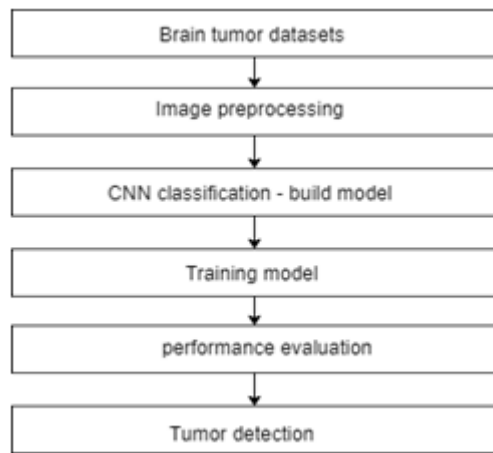 Brain tumor datasets
Image preprocessing
CNN classification - build model
Training model
performance evaluation
Tumor detection